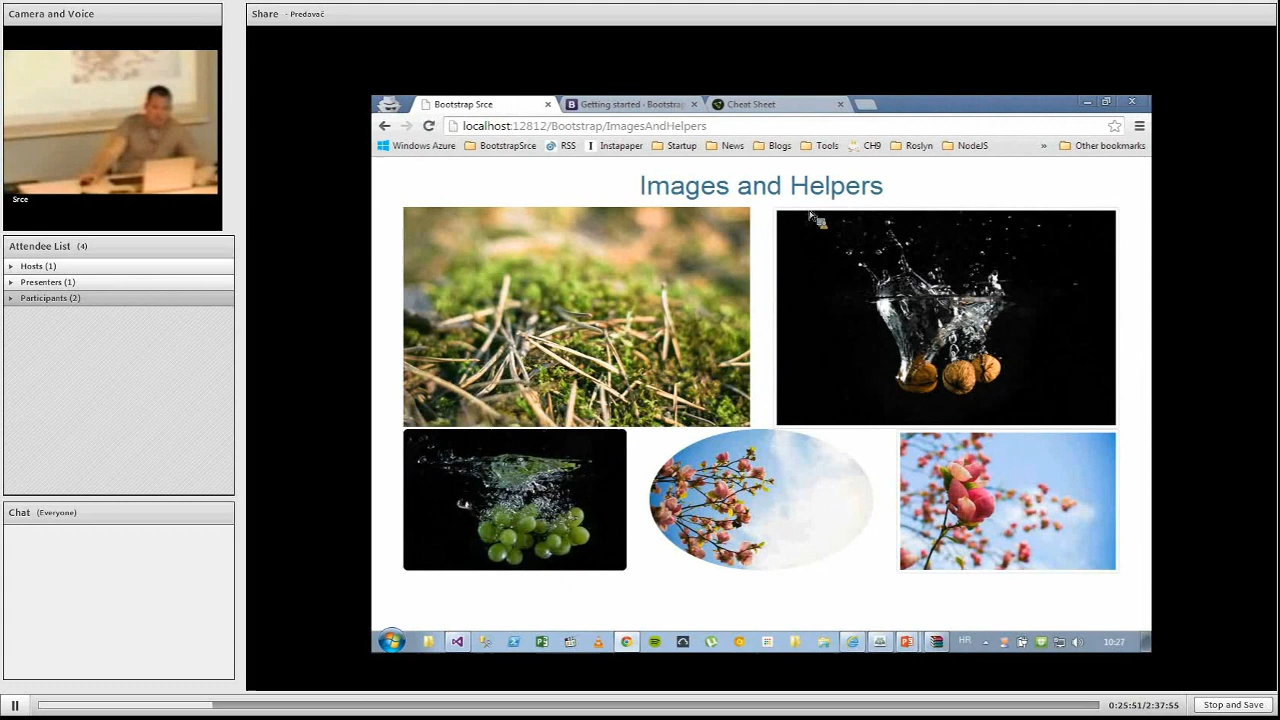 Camera and Voice
Srce
Attendee List (4)
Hosts (1)
Presenters (1)
Participants (2)
Chat (Everyone)
Share - Predavač
Bootstrap Srce
Getting started · Bootstra
Cheat Sheet
localhost:12812/Bootstrap/ImagesAndHelpers
Windows Azure BootstrapSrce RSS Instapaper Startup News Blogs Tools CH9 Roslyn NodeJS » Other bookmarks
Images and Helpers
HR 10:27
0:25:51/2:37:55
Stop and Save